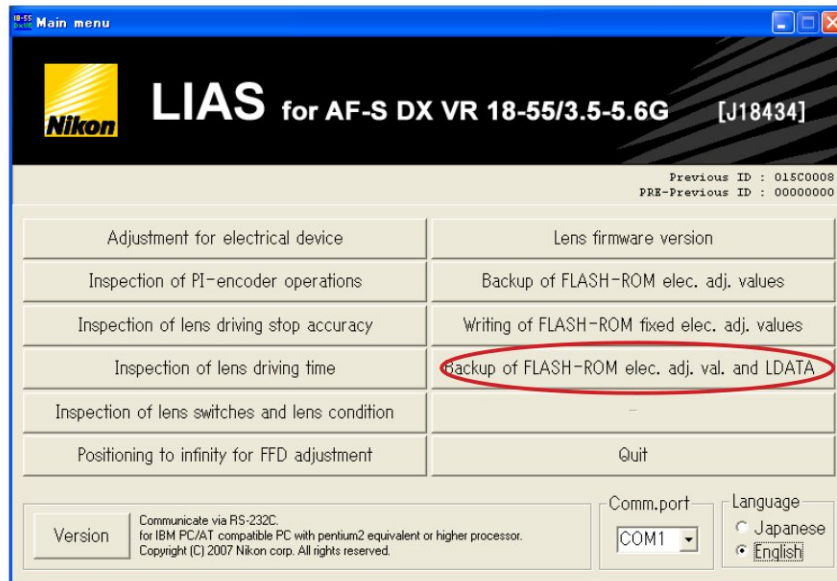 18-55
DX VR
Main menu
Nikon
LIAS for AF-S DX VR 18-55/3.5-5.6G [J18434]
Previous ID : 015C0008
PRE-Previous ID : 00000000
Adjustment for electrical device
Lens firmware version
Inspection of PI-encoder operations
Backup of FLASH-ROM elec. adj. values
Inspection of lens driving stop accuracy
Writing of FLASH-ROM fixed elec. adj. values
Inspection of lens driving time
Backup of FLASH-ROM elec. adj. val. and LDATA
Inspection of lens switches and lens condition
-
Positioning to infinity for FFD adjustment
Quit
Version
Communicate via RS-232C.
for IBM PC/AT compatible PC with pentium2 equivalent or higher processor.
Copyright (C) 2007 Nikon corp. All rights reserved.
Comm.port
COM1
Language
Japanese
English